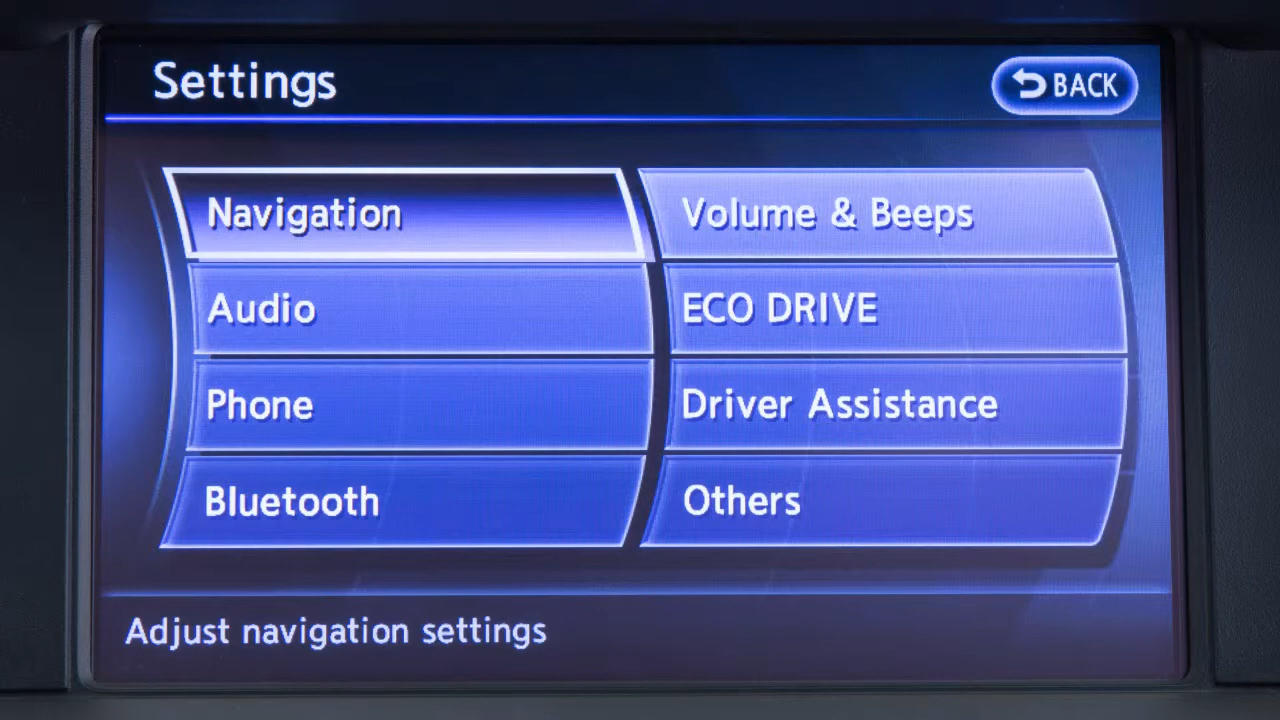 Settings
BACK
Navigation
Volume & Beeps
Audio
ECO DRIVE
Phone
Driver Assistance
Bluetooth
Others
Adjust navigation settings